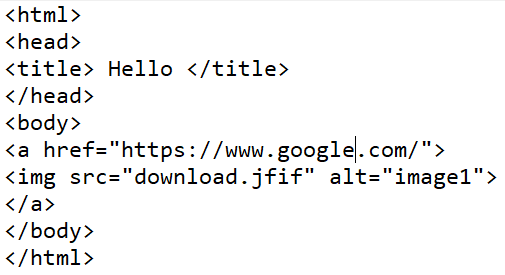 <html>
<head>
<title> Hello </title>
</head>
<body>
<a href="https://www.google.com/">
<img src="download.jfif" alt="image1">
</a>
</body>
</html>